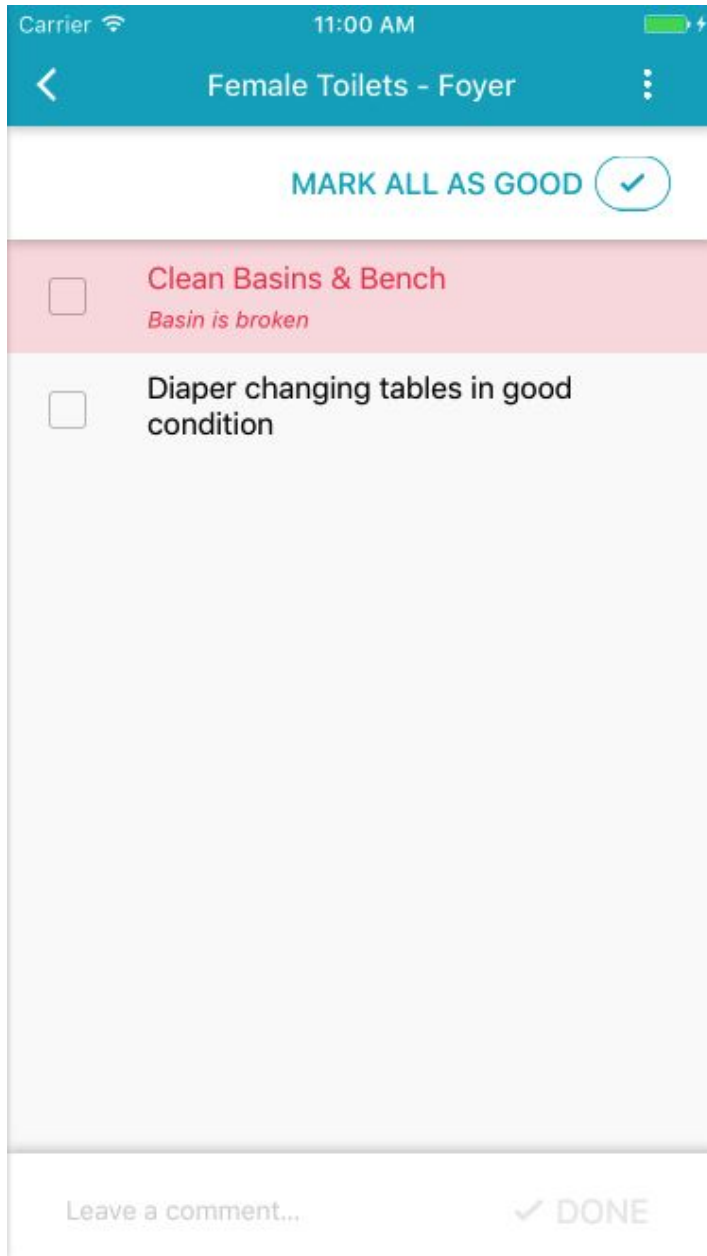 Carrier 11:00 AM
Female Toilets - Foyer
MARK ALL AS GOOD
Clean Basins & Bench
Basin is broken
Diaper changing tables in good
condition
Leave a comment... DONE